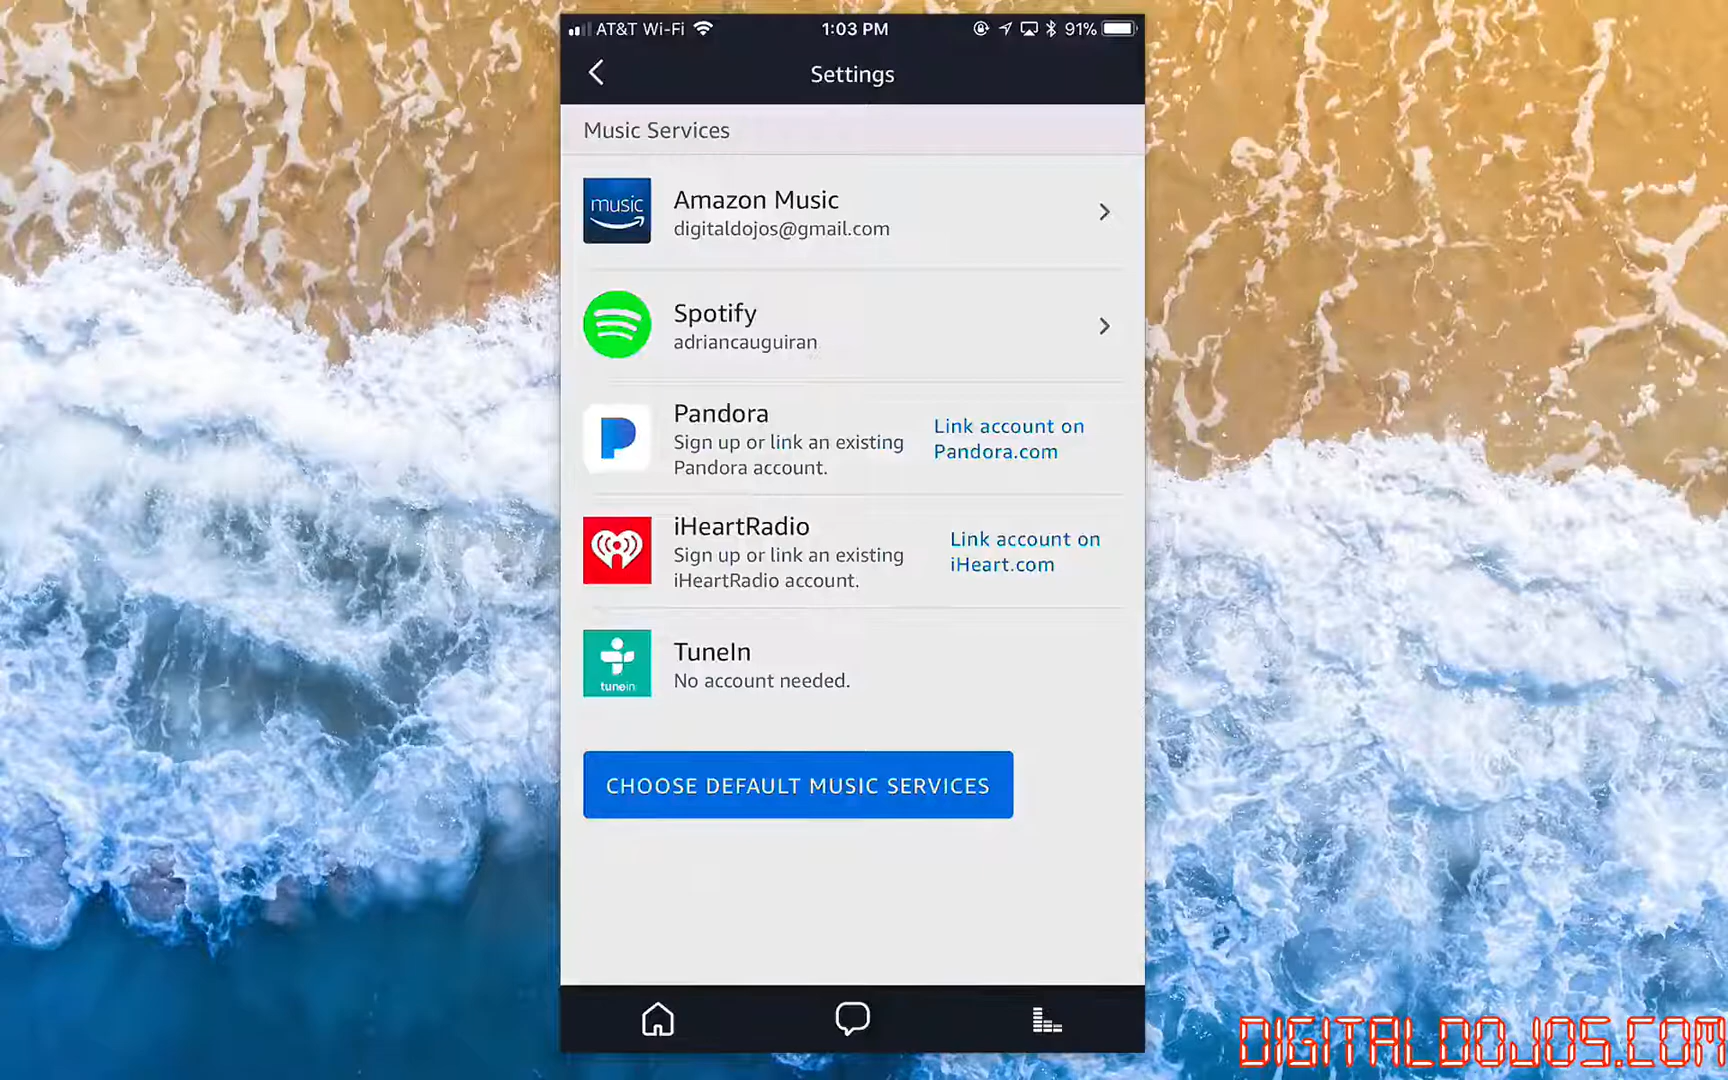 AT&T Wi-Fi 1:03 PM 91%
Settings
Music Services
music
Amazon Music
digitaldojos@gmail.com
Spotify
adriancauguiran
Pandora
Sign up or link an existing
Pandora account.
Link account on
Pandora.com
iHeartRadio
Sign up or link an existing
iHeartRadio account.
Link account on
iHeart.com
tunein
TuneIn
No account needed.
CHOOSE DEFAULT MUSIC SERVICES
DIGITALDOJOS.COM